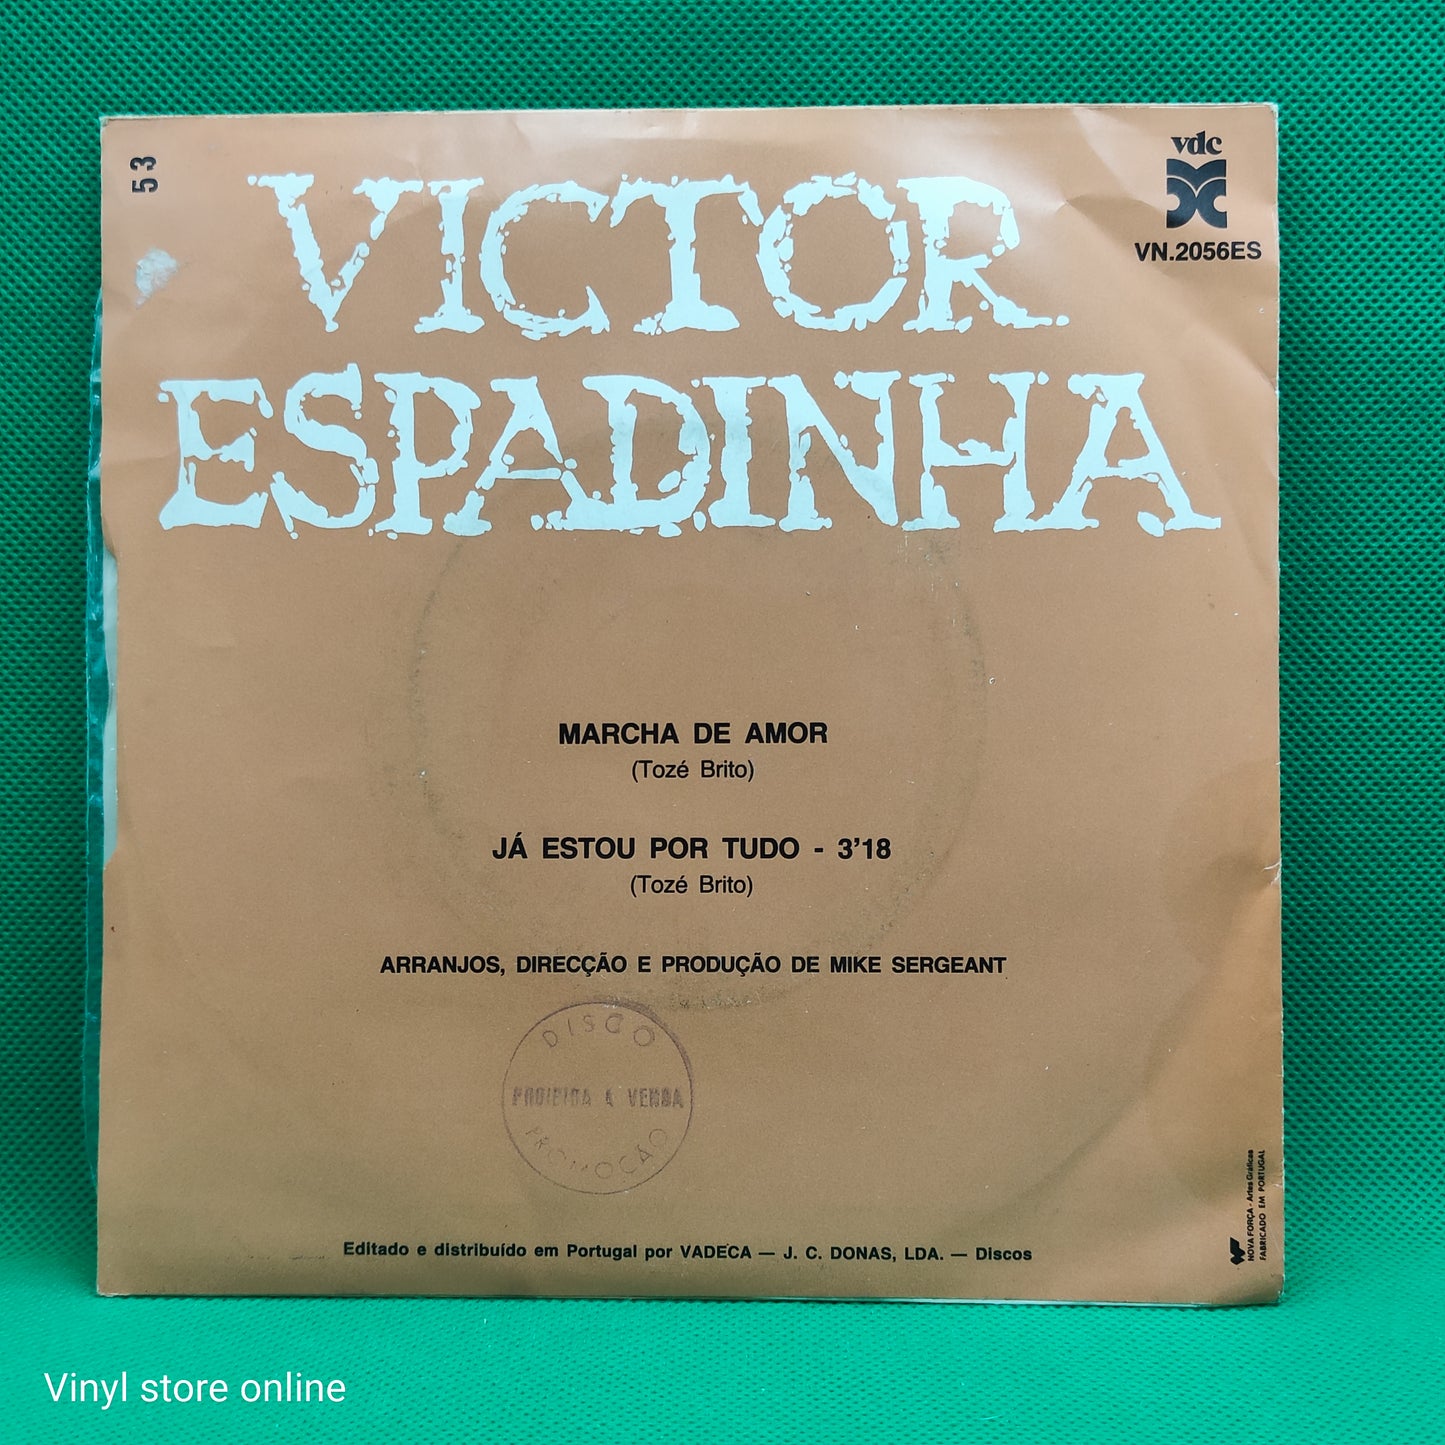 53
vdc
VN.2056ES
VICTOR
ESPADINHA
MARCHA DE AMOR
(Tozé Brito)
JÁ ESTOU POR TUDO - 3'18
(Tozé Brito)
ARRANJOS, DIRECÇÃO E PRODUÇÃO DE MIKE SERGEANT
DISCO
PROIBIDA A VENDA
PROMOÇÃO
Editado e distribuído em Portugal por VADECA — J. C. DONAS, LDA. — Discos
NOVA FORÇA - Artes Gráficas
FABRICADO EM PORTUGAL
Vinyl store online